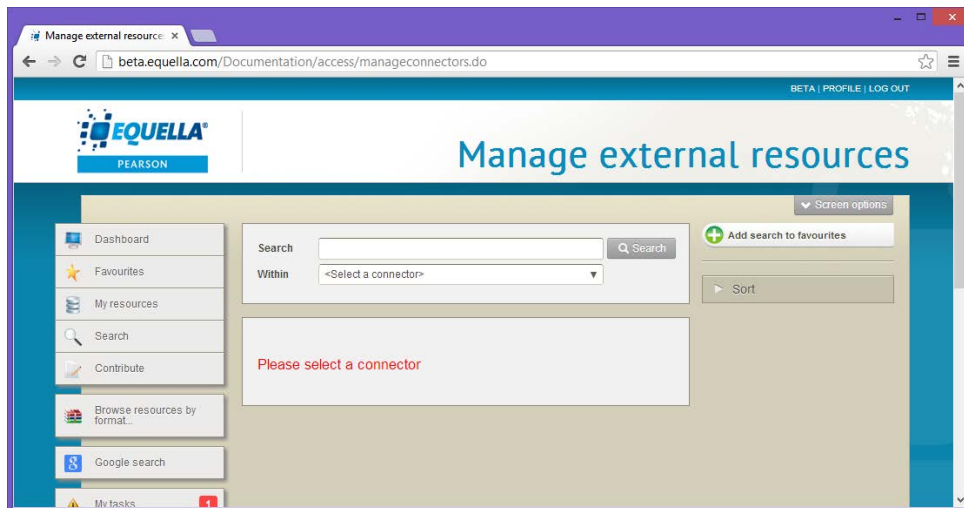 Manage external resource
beta.equella.com/Documentation/access/manageconnectors.do
BETA | PROFILE | LOG OUT
EQUELLA®
PEARSON
Manage external resources
Screen options
Dashboard
Favourites
My resources
Search
Contribute
Browse resources by
format...
Google search
My tasks
1
Search
Search
Within
<Select a connector>
Please select a connector
Add search to favourites
Sort